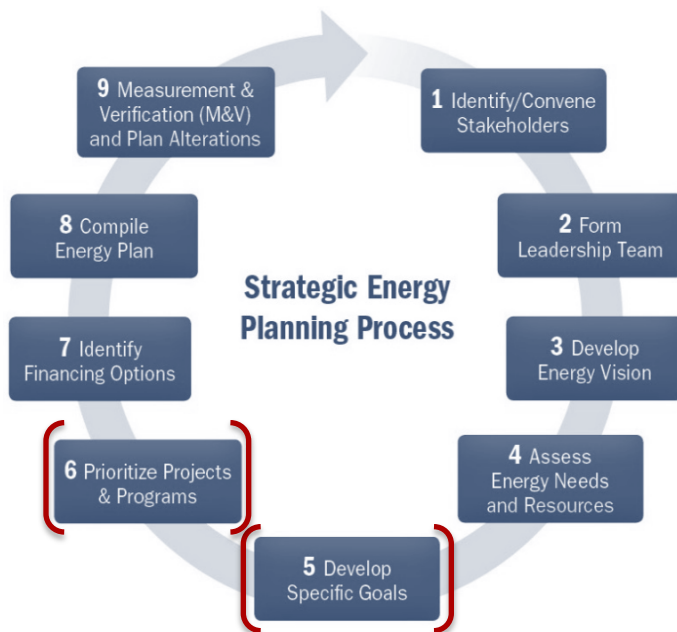 Strategic Energy
Planning Process
1 Identify/Convene
Stakeholders
2 Form
Leadership Team
3 Develop
Energy Vision
4 Assess
Energy Needs
and Resources
5 Develop
Specific Goals
6 Prioritize Projects
& Programs
7 Identify
Financing Options
8 Compile
Energy Plan
9 Measurement &
Verification (M&V)
and Plan Alterations